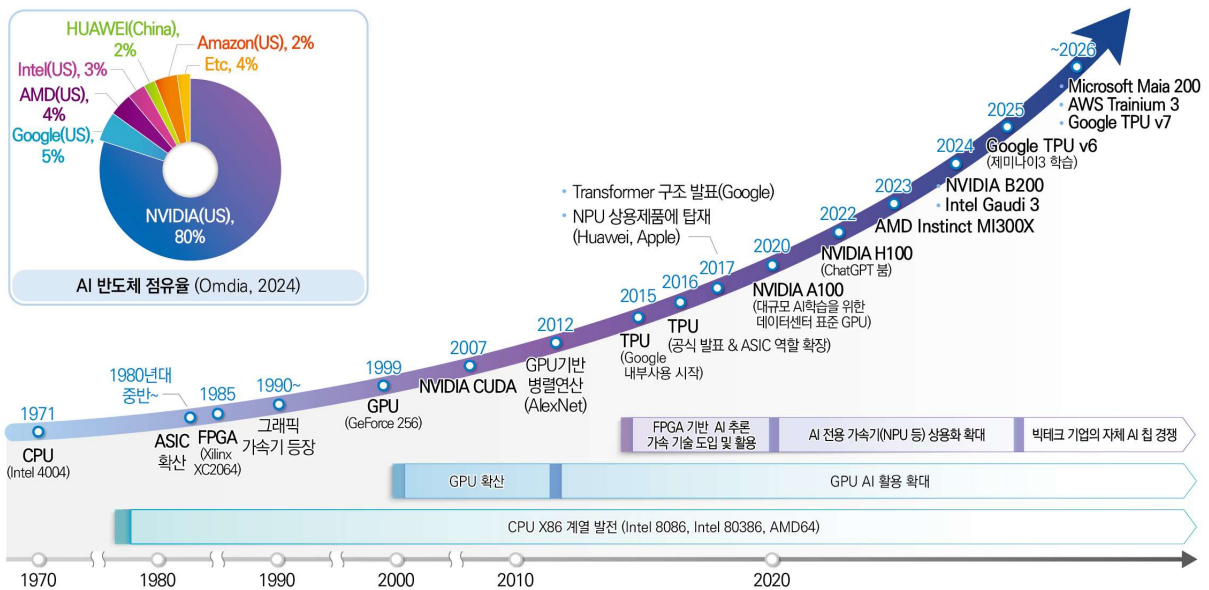 HUAWEI(China),
2%
Amazon(US), 2%
Intel(US), 3%
Etc, 4%
AMD(US),
4%
Google(US),
5%
NVIDIA(US),
80%
AI 반도체 점유율 (Omdia, 2024)
1971
CPU
(Intel 4004)
1980년대
중반~
ASIC
확산
1985
FPGA
(Xilinx
XC2064)
1990~
그래픽
가속기 등장
1999
GPU
(GeForce 256)
2007
NVIDIA CUDA
2012
GPU기반
병렬연산
(AlexNet)
2015
TPU
(Google
내부사용 시작)
2016
TPU
(공식 발표 & ASIC 역할 확장)
• Transformer 구조 발표(Google)
• NPU 상용제품에 탑재
(Huawei, Apple)
2017
2020
NVIDIA A100
(대규모 AI학습을 위한
데이터센터 표준 GPU)
2022
NVIDIA H100
(ChatGPT 붐)
2023
AMD Instinct MI300X
2024
• NVIDIA B200
• Intel Gaudi 3
2025
Google TPU v6
(제미나이3 학습)
~2026
• Microsoft Maia 200
• AWS Trainium 3
• Google TPU v7
FPGA 기반 AI 추론
가속 기술 도입 및 활용
AI 전용 가속기(NPU 등) 상용화 확대
빅테크 기업의 자체 AI 칩 경쟁
GPU 확산
GPU AI 활용 확대
CPU X86 계열 발전 (Intel 8086, Intel 80386, AMD64)
1970
1980
1990
2000
2010
2020